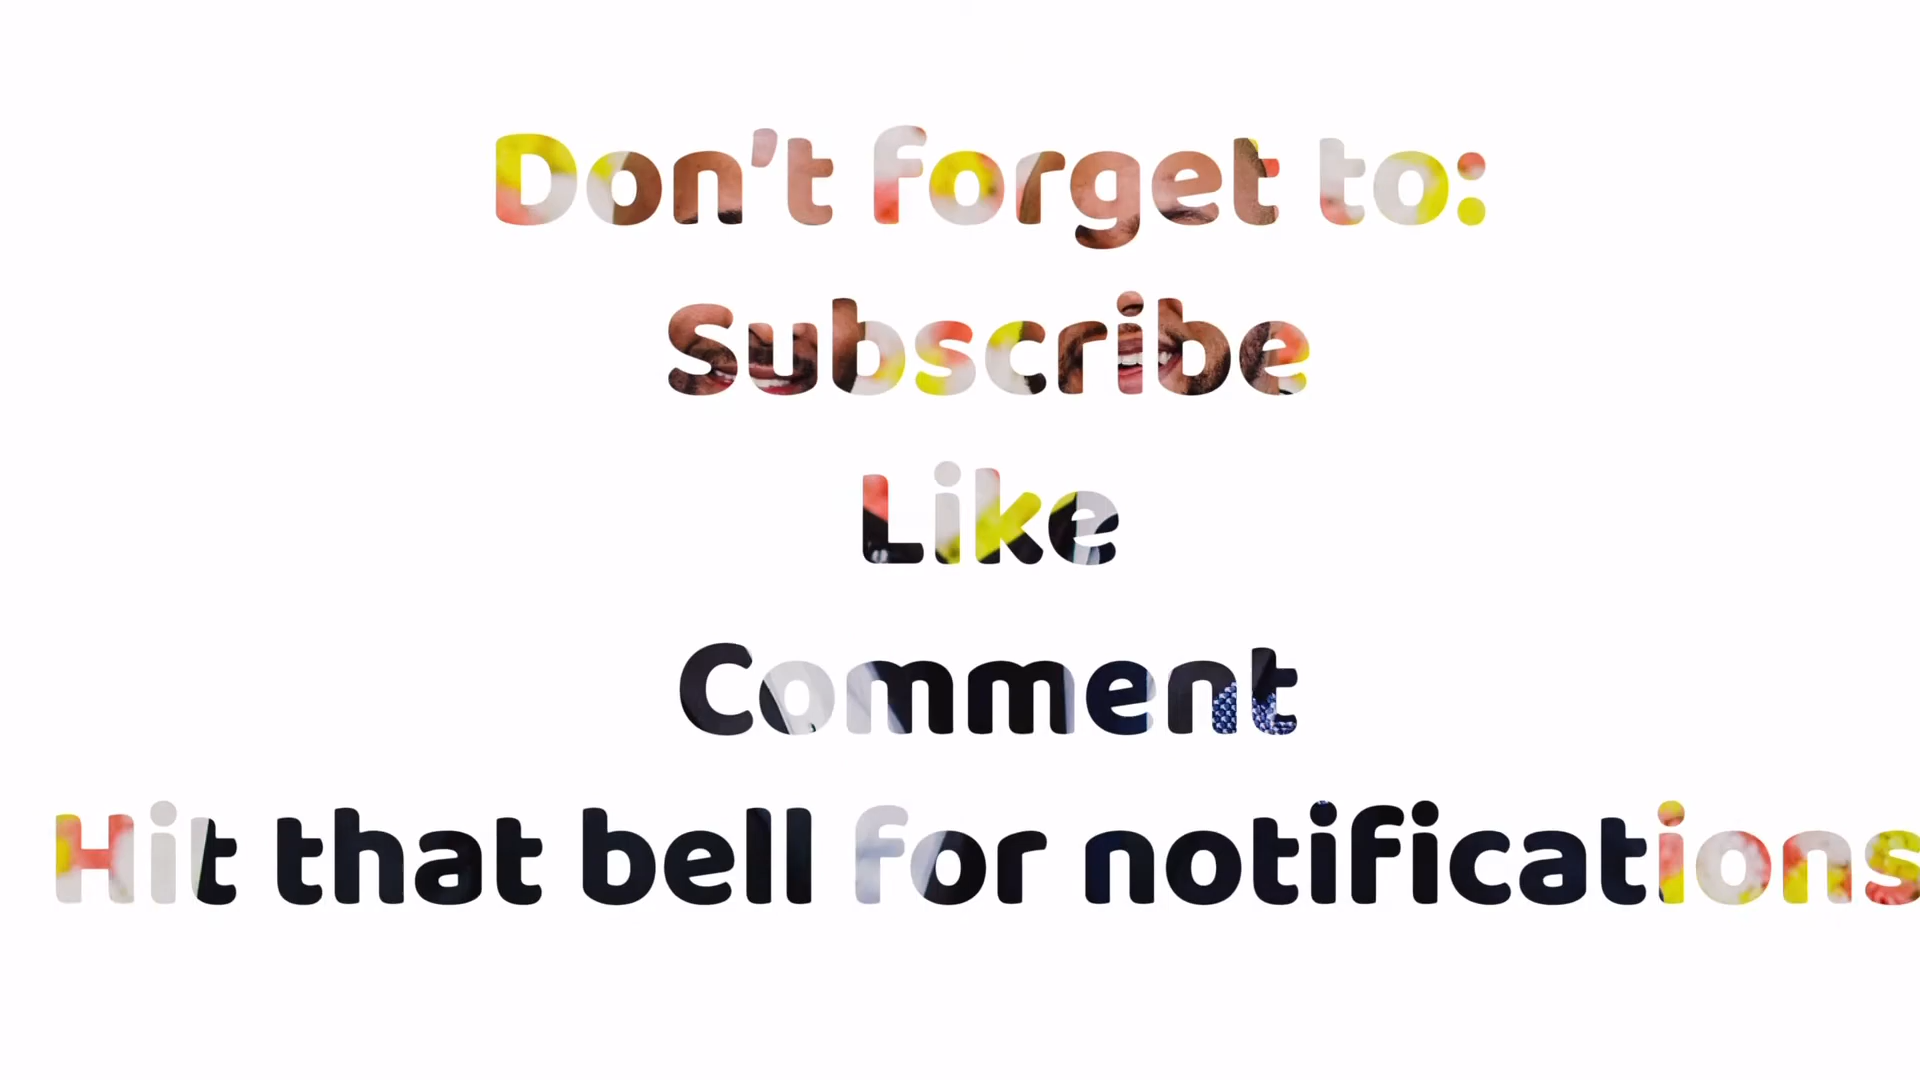 Don't forget to:
Subscribe
Like
Comment
Hit that bell for notifications